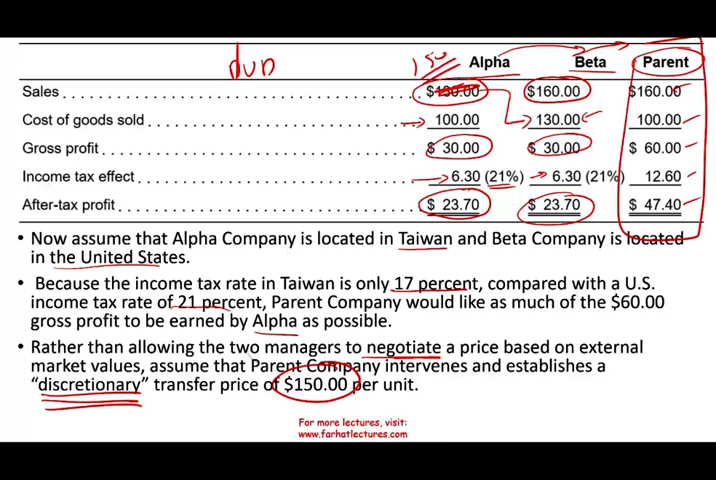 150
Alpha Beta Parent
Sales . . . . . . . . . . . . . . . . . . . . . . . . . . . . . . $130.00 $160.00 $160.00
Cost of goods sold . . . . . . . . . . . . . . . . . . . . . . . . 100.00 130.00 100.00
Gross profit . . . . . . . . . . . . . . . . . . . . . . . . . . . $ 30.00 $ 30.00 $ 60.00
Income tax effect . . . . . . . . . . . . . . . . . . . . . . . . 6.30 (21%) 6.30 (21%) 12.60
After-tax profit . . . . . . . . . . . . . . . . . . . . . . . . . $ 23.70 $ 23.70 $ 47.40
• Now assume that Alpha Company is located in Taiwan and Beta Company is located
in the United States.
• Because the income tax rate in Taiwan is only 17 percent, compared with a U.S.
income tax rate of 21 percent, Parent Company would like as much of the $60.00
gross profit to be earned by Alpha as possible.
• Rather than allowing the two managers to negotiate a price based on external
market values, assume that Parent Company intervenes and establishes a
“discretionary” transfer price of $150.00 per unit.
For more lectures, visit:
www.farhatlectures.com